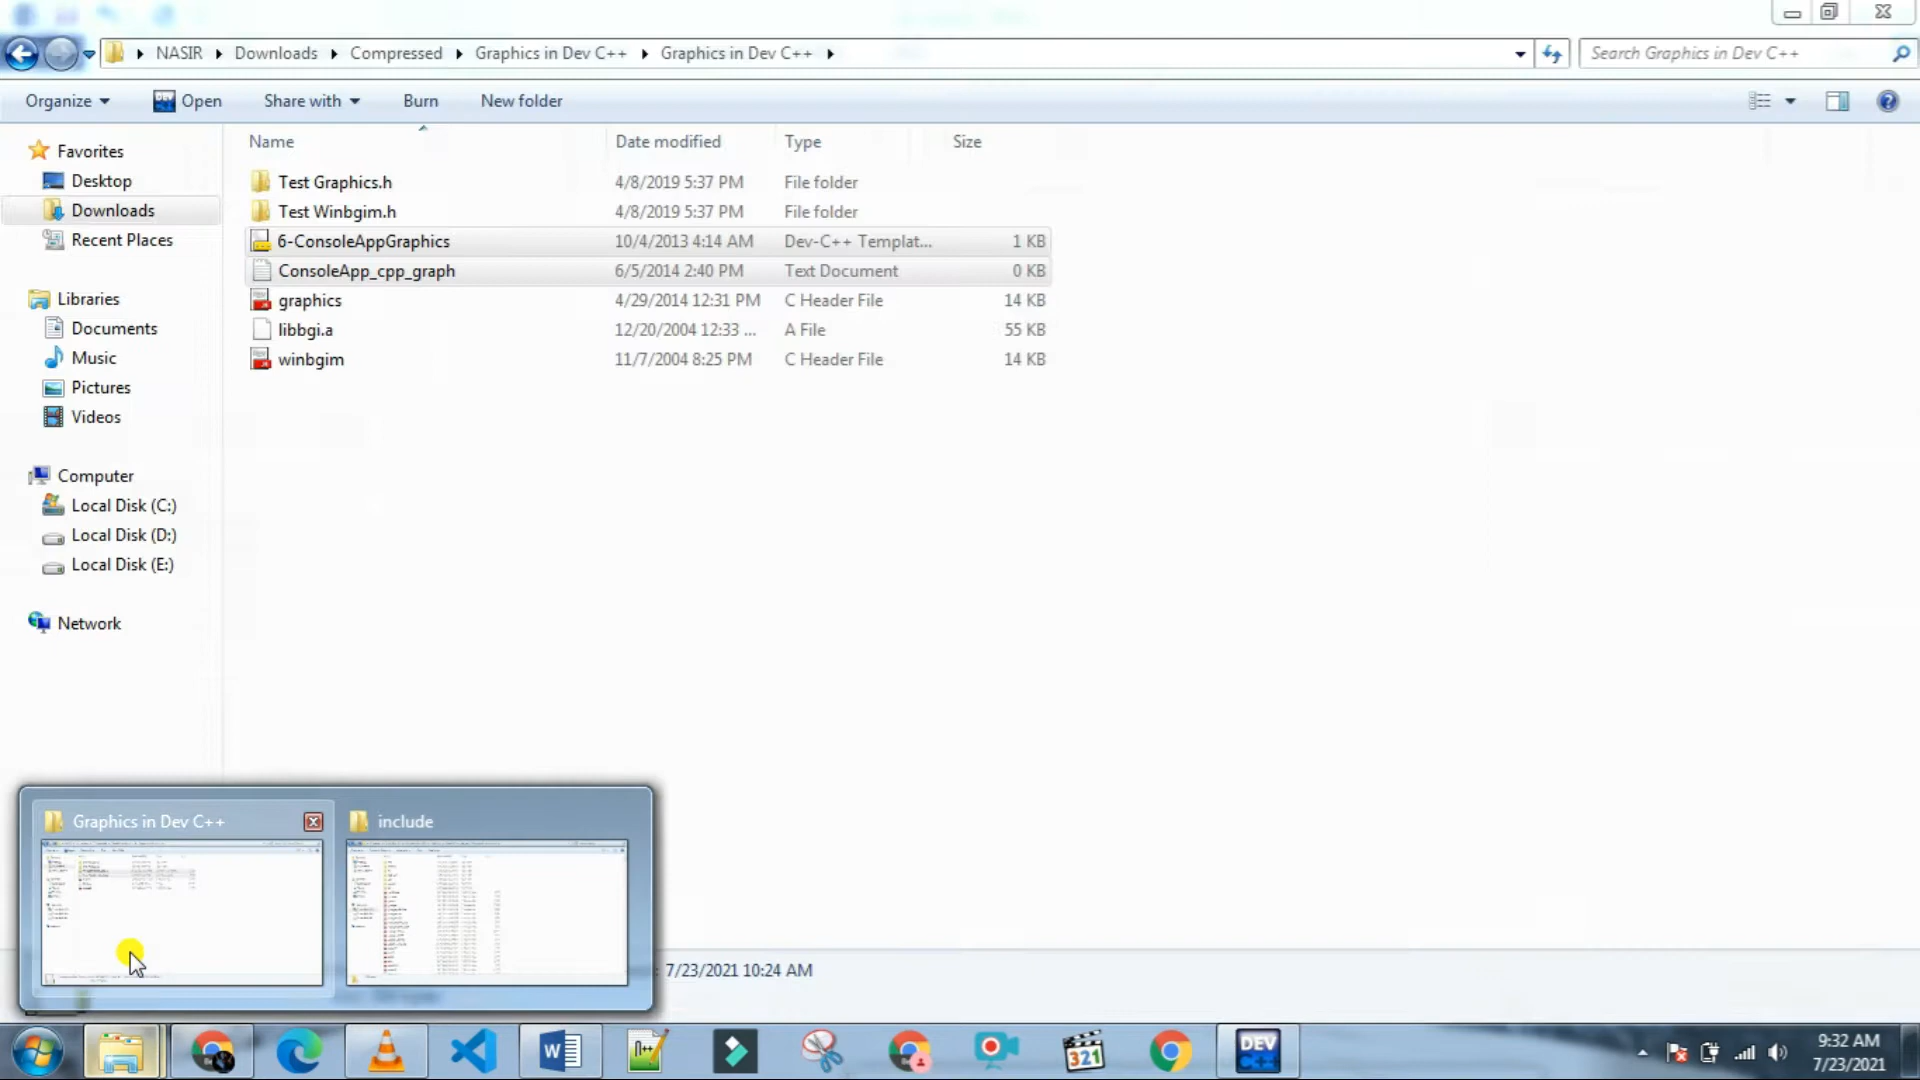 NASIR Downloads Compressed Graphics in Dev C++ Graphics in Dev C++
Search Graphics in Dev C++
Organize Open Share with Burn New folder
Name Date modified Type Size
Favorites
Desktop
Downloads
Recent Places
Libraries
Documents
Music
Pictures
Videos
Computer
Local Disk (C:)
Local Disk (D:)
Local Disk (E:)
Network
Test Graphics.h 4/8/2019 5:37 PM File folder
Test Winbgim.h 4/8/2019 5:37 PM File folder
6-ConsoleAppGraphics 10/4/2013 4:14 AM Dev-C++ Templat... 1 KB
ConsoleApp_cpp_graph 6/5/2014 2:40 PM Text Document 0 KB
graphics 4/29/2014 12:31 PM C Header File 14 KB
libbgi.a 12/20/2004 12:33 ... A File 55 KB
winbgim 11/7/2004 8:25 PM C Header File 14 KB
Graphics in Dev C++
include
: 7/23/2021 10:24 AM
W
321
DEV
C++
9:32 AM
7/23/2021